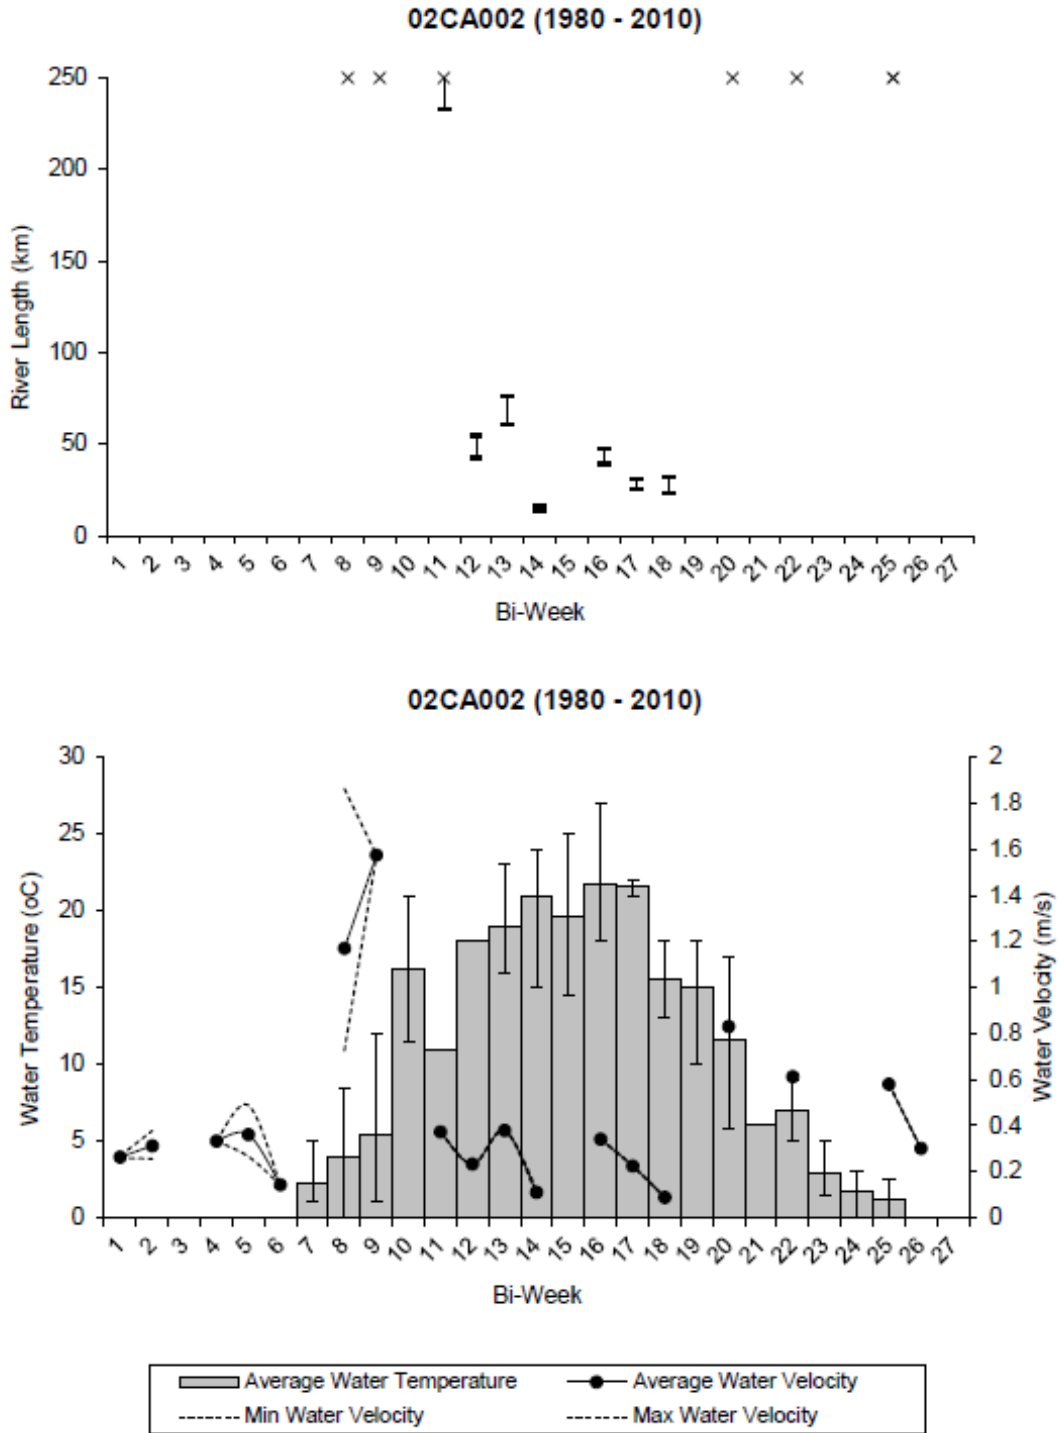 02CA002 (1980 - 2010)
250
200
150
100
50
0
River Length (km)
1 2 3 4 5 6 7 8 9 10 11 12 13 14 15 16 17 18 19 20 21 22 23 24 25 26 27
Bi-Week
02CA002 (1980 - 2010)
30
25
20
15
10
5
0
Water Temperature (oC)
2
1.8
1.6
1.4
1.2
1
0.8
0.6
0.4
0.2
0
Water Velocity (m/s)
1 2 3 4 5 6 7 8 9 10 11 12 13 14 15 16 17 18 19 20 21 22 23 24 25 26 27
Bi-Week
Average Water Temperature Average Water Velocity
Min Water Velocity Max Water Velocity